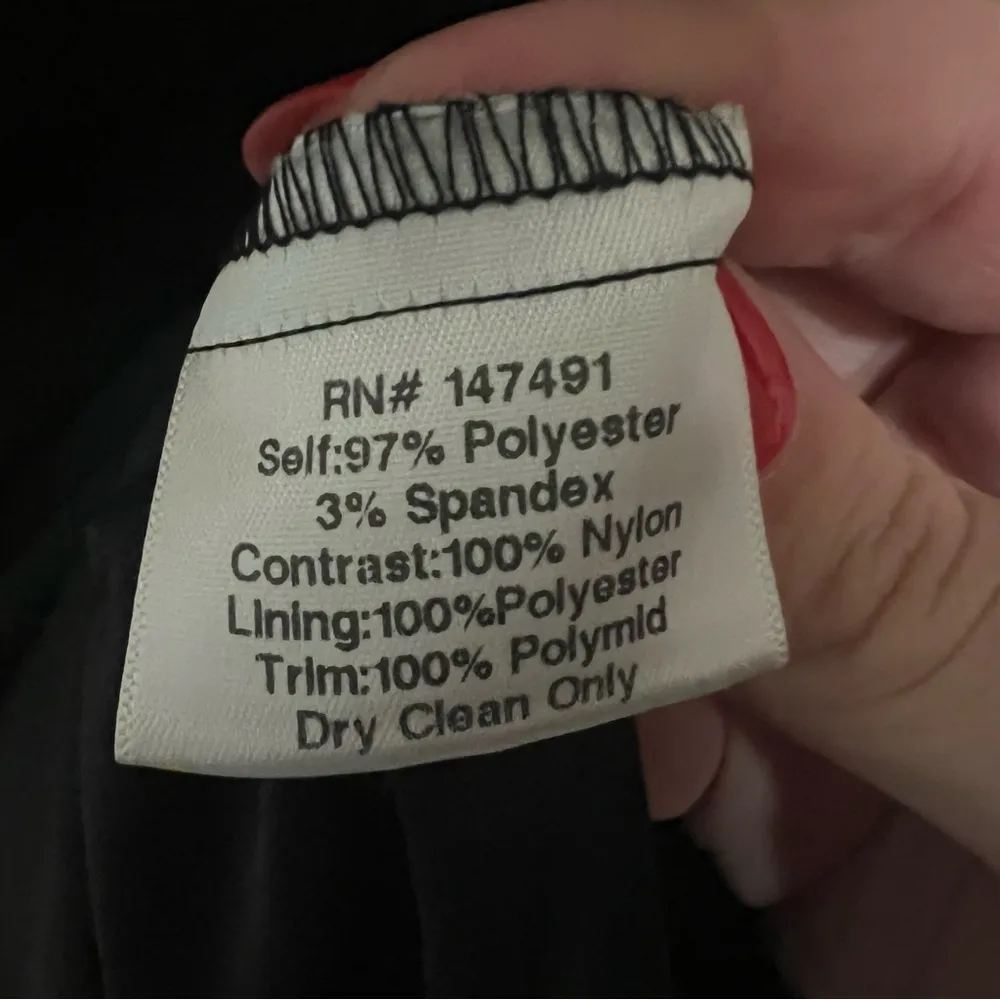 RN# 147491
Self:97% Polyester
3% Spandex
Contrast:100% Nylon
Lining:100%Polyester
Trim:100% Polymid
Dry Clean Only